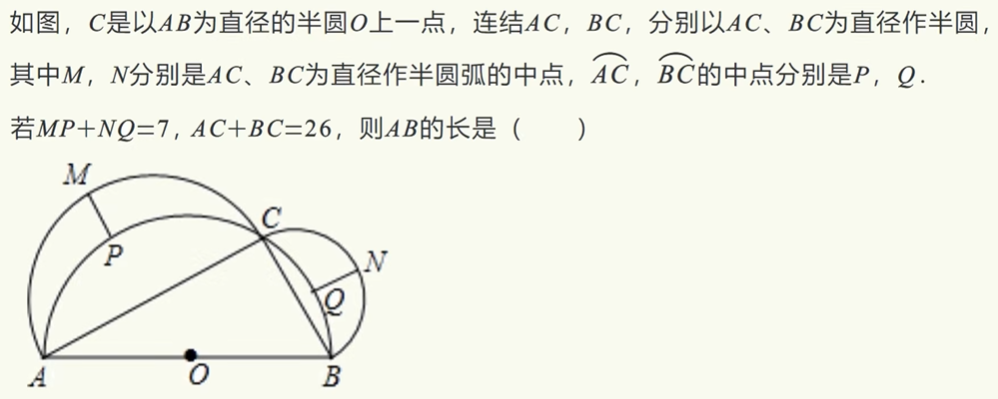 如图，C是以AB为直径的半圆O上一点，连结AC，BC，分别以AC、BC为直径作半圆，
其中M，N分别是AC、BC为直径作半圆弧的中点，⌒AC，⌒BC的中点分别是P，Q．
若MP+NQ=7, AC+BC=26，则AB的长是（　　）
M
C
P
N
Q
A
O
B